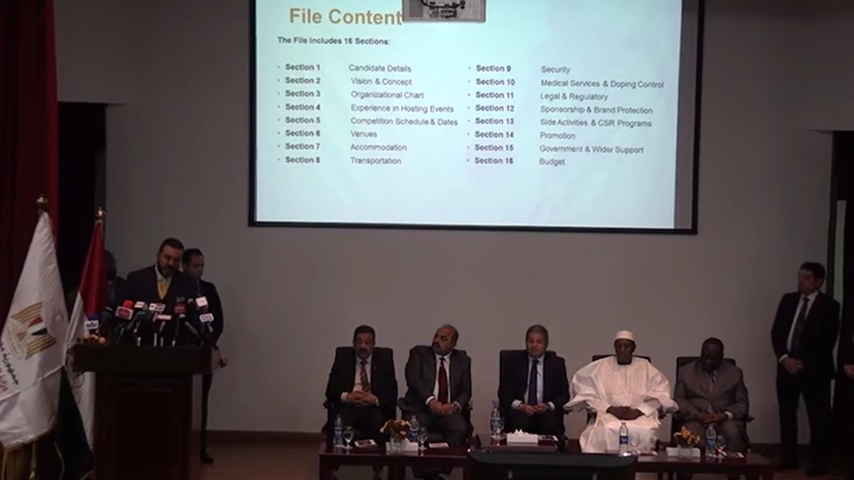 File Content
The File Includes 16 Sections:
• Section 1 Candidate Details
• Section 2 Vision & Concept
• Section 3 Organizational Chart
• Section 4 Experience in Hosting Events
• Section 5 Competition Schedule & Dates
• Section 6 Venues
• Section 7 Accommodation
• Section 8 Transportation
• Section 9 Security
• Section 10 Medical Services & Doping Control
• Section 11 Legal & Regulatory
• Section 12 Sponsorship & Brand Protection
• Section 13 Side Activities, & CSR Programs
• Section 14 Promotion
• Section 15 Government & Wider Support
• Section 16 Budget